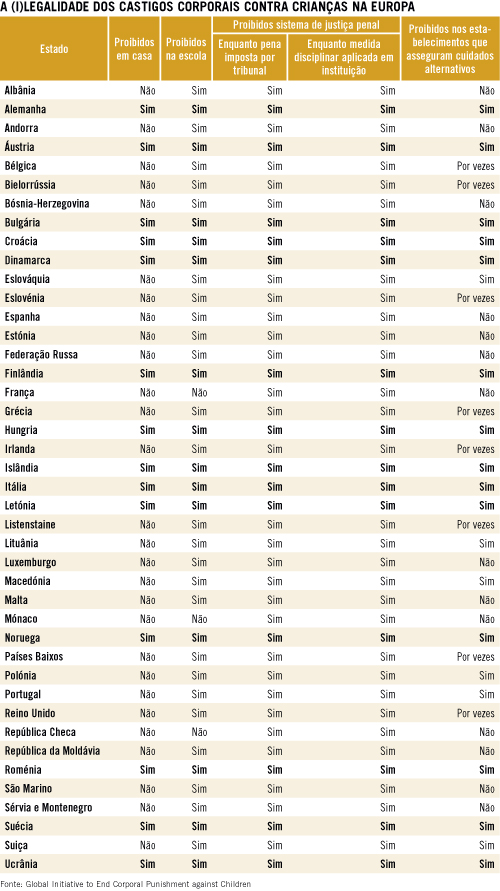 A (I)LEGALIDADE DOS CASTIGOS CORPORAIS CONTRA CRIANÇAS NA EUROPA
Estado
Proibidos
em casa
Proibidos
na escola
Proibidos sistema de justiça penal
Enquanto pena
imposta por
tribunal
Enquanto medida
disciplinar aplicada em
instituição
Proibidos nos esta-
belecimentos que
asseguram cuidados
alternativos
Albânia Não Sim Sim Sim Não
Alemanha Sim Sim Sim Sim Sim
Andorra Não Sim Sim Sim Não
Áustria Sim Sim Sim Sim Sim
Bélgica Não Sim Sim Sim Por vezes
Bielorrússia Não Sim Sim Sim Por vezes
Bósnia-Herzegovina Não Sim Sim Sim Não
Bulgária Sim Sim Sim Sim Sim
Croácia Sim Sim Sim Sim Sim
Dinamarca Sim Sim Sim Sim Sim
Eslováquia Não Sim Sim Sim Sim
Eslovénia Não Sim Sim Sim Por vezes
Espanha Não Sim Sim Sim Não
Estónia Não Sim Sim Sim Não
Federação Russa Não Sim Sim Sim Não
Finlândia Sim Sim Sim Sim Sim
França Não Não Sim Sim Não
Grécia Não Sim Sim Sim Por vezes
Hungria Sim Sim Sim Sim Sim
Irlanda Não Sim Sim Sim Por vezes
Islândia Sim Sim Sim Sim Sim
Itália Sim Sim Sim Sim Sim
Letónia Sim Sim Sim Sim Sim
Listenstaine Não Sim Sim Sim Por vezes
Lituânia Não Sim Sim Sim Sim
Luxemburgo Não Sim Sim Sim Não
Macedónia Não Sim Sim Sim Sim
Malta Não Sim Sim Sim Não
Mónaco Não Não Sim Sim Não
Noruega Sim Sim Sim Sim Sim
Países Baixos Não Sim Sim Sim Por vezes
Polónia Não Sim Sim Sim Sim
Portugal Não Sim Sim Sim Sim
Reino Unido Não Sim Sim Sim Por vezes
República Checa Não Não Sim Sim Não
República da Moldávia Não Sim Sim Sim Não
Roménia Sim Sim Sim Sim Sim
São Marino Não Sim Sim Sim Não
Sérvia e Montenegro Não Sim Sim Sim Não
Suécia Sim Sim Sim Sim Sim
Suiça Não Sim Sim Sim Sim
Ucrânia Sim Sim Sim Sim Sim
Fonte: Global Initiative to End Corporal Punishment against Children